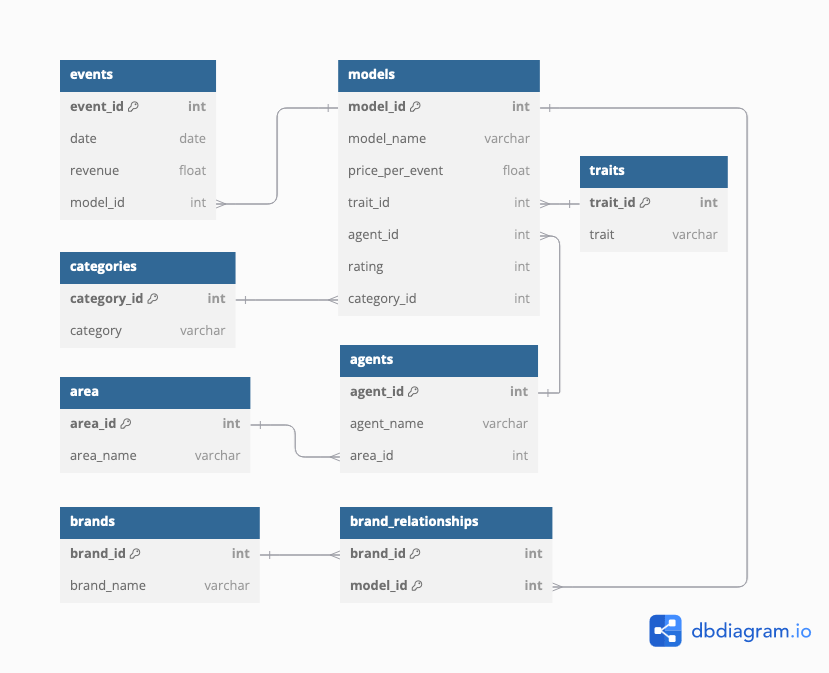 events
event_id int
date date
revenue float
model_id int
models
model_id int
model_name varchar
price_per_event float
trait_id int
agent_id int
rating int
category_id int
traits
trait_id int
trait varchar
categories
category_id int
category varchar
agents
agent_id int
agent_name varchar
area_id int
area
area_id int
area_name varchar
brands
brand_id int
brand_name varchar
brand_relationships
brand_id int
model_id int
dbdiagram.io